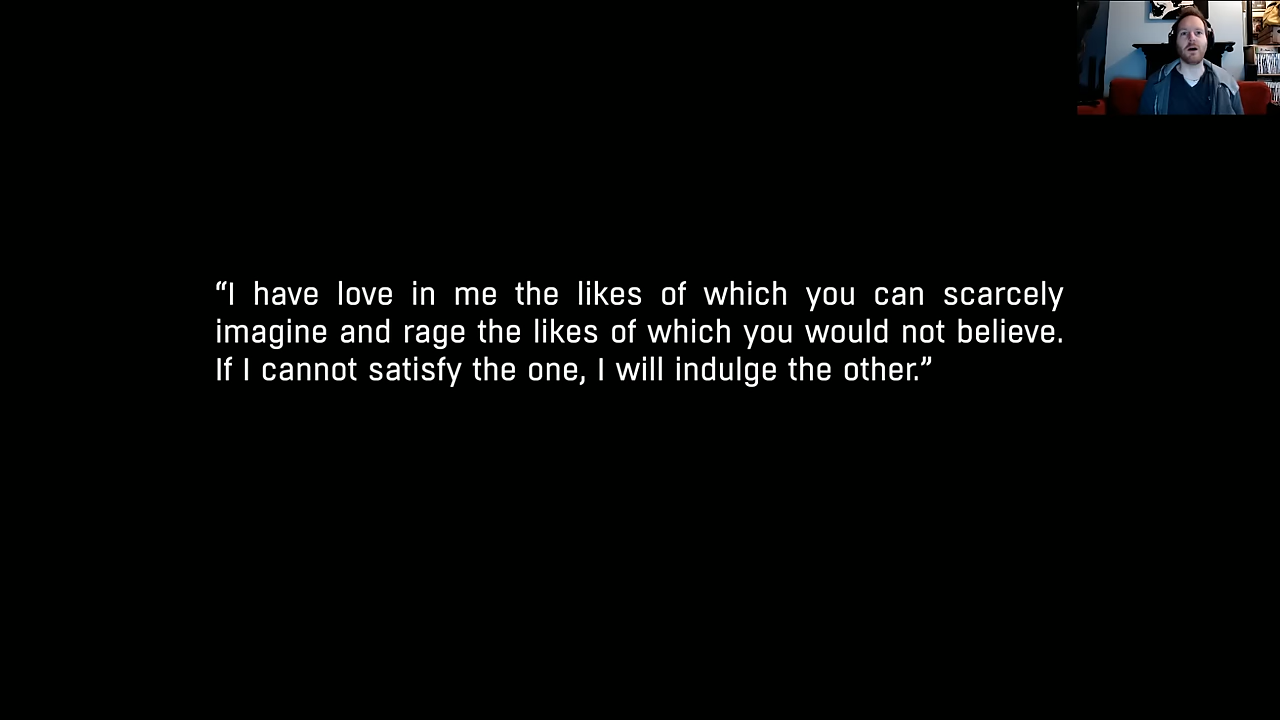 “I have love in me the likes of which you can scarcely
imagine and rage the likes of which you would not believe.
If I cannot satisfy the one, I will indulge the other.”